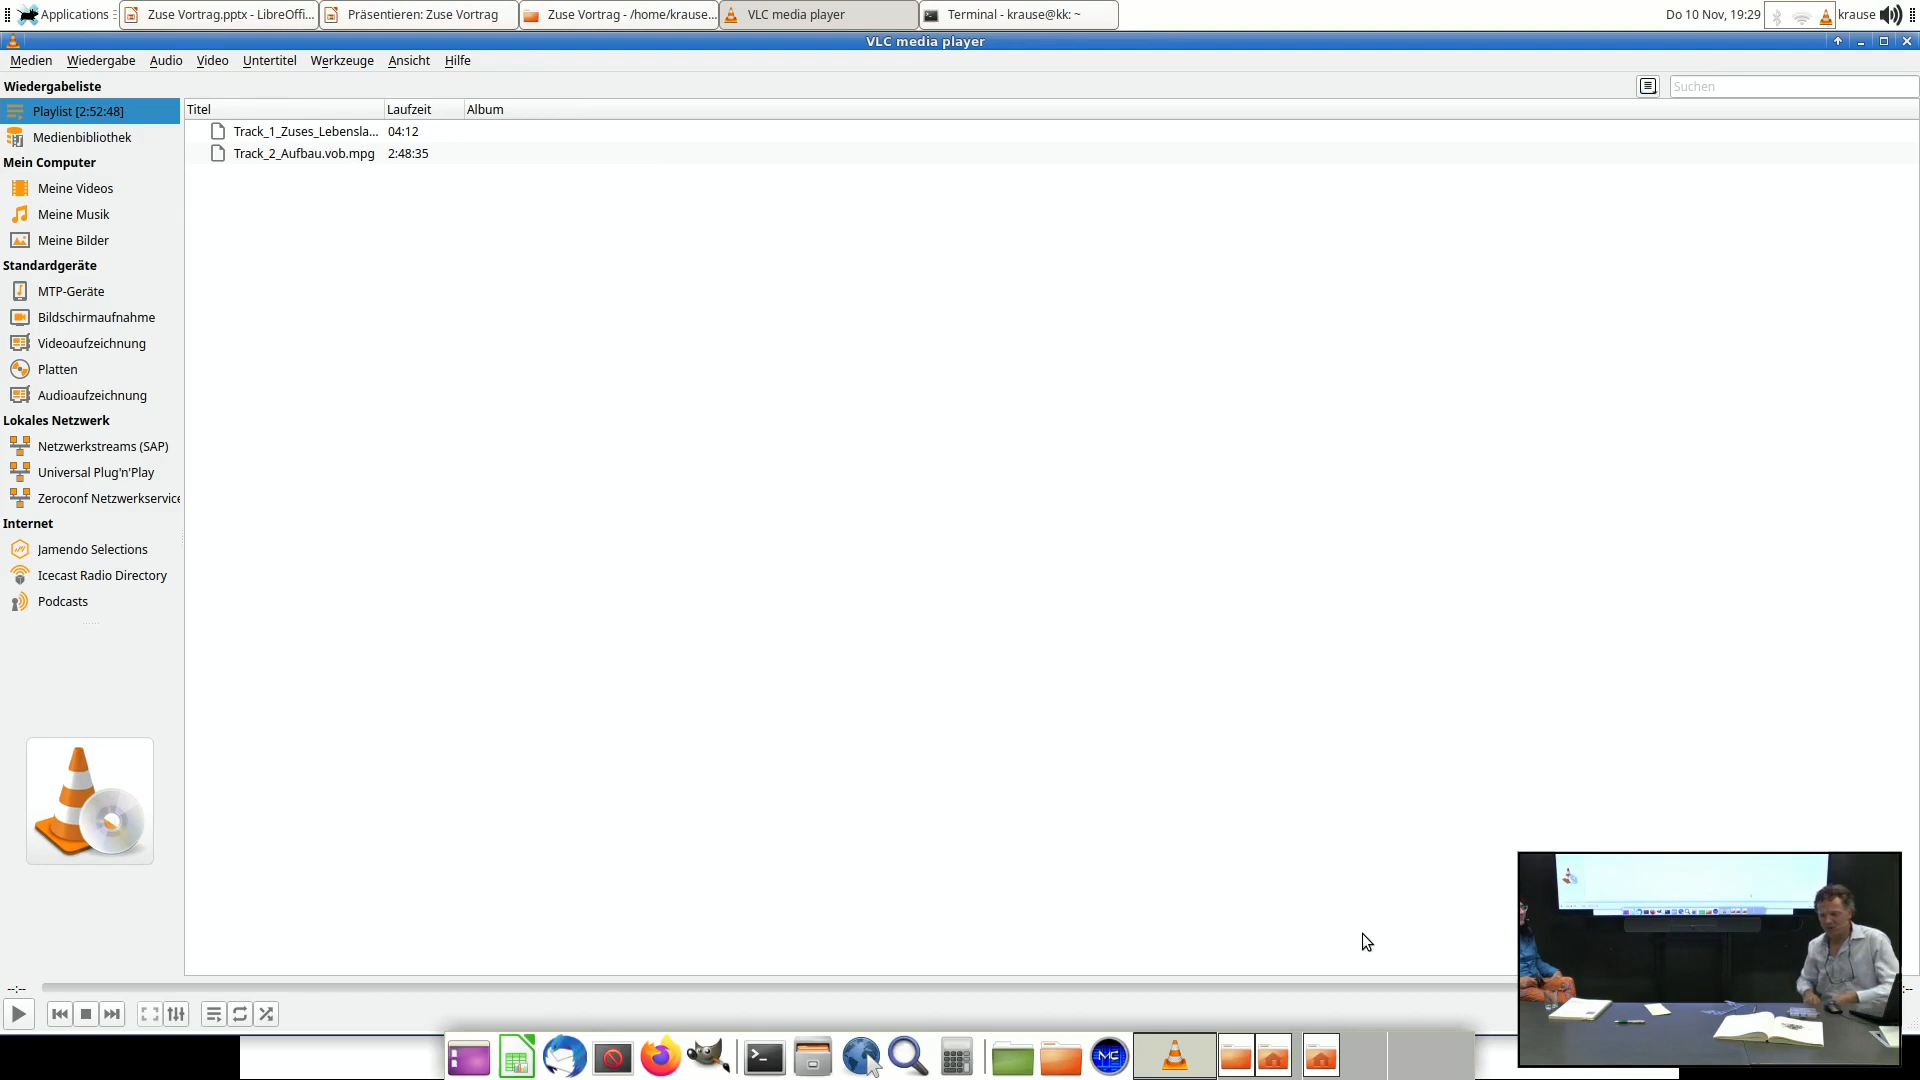 Applications
Zuse Vortrag.pptx - LibreOffi...
Präsentieren: Zuse Vortrag
Zuse Vortrag - /home/krause...
VLC media player
Terminal - krause@kk: ~
Do 10 Nov, 19:29
krause
VLC media player
Medien Wiedergabe Audio Video Untertitel Werkzeuge Ansicht Hilfe
Wiedergabeliste
Suchen
Playlist [2:52:48]
Medienbibliothek
Mein Computer
Meine Videos
Meine Musik
Meine Bilder
Standardgeräte
MTP-Geräte
Bildschirmaufnahme
Videoaufzeichnung
Platten
Audioaufzeichnung
Lokales Netzwerk
Netzwerkstreams (SAP)
Universal Plug'n'Play
Zeroconf Netzwerkservice
Internet
Jamendo Selections
Icecast Radio Directory
Podcasts
Titel Laufzeit Album
Track_1_Zuses_Lebensla... 04:12
Track_2_Aufbau.vob.mpg 2:48:35
--:--
MC